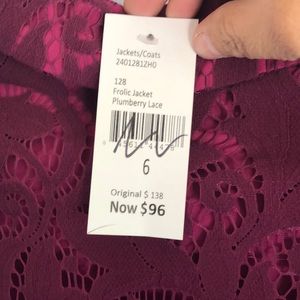 Jackets/Coats
2401281ZH0
128
Frolic Jacket
Plumberry Lace
6
Original $ 138
Now $96